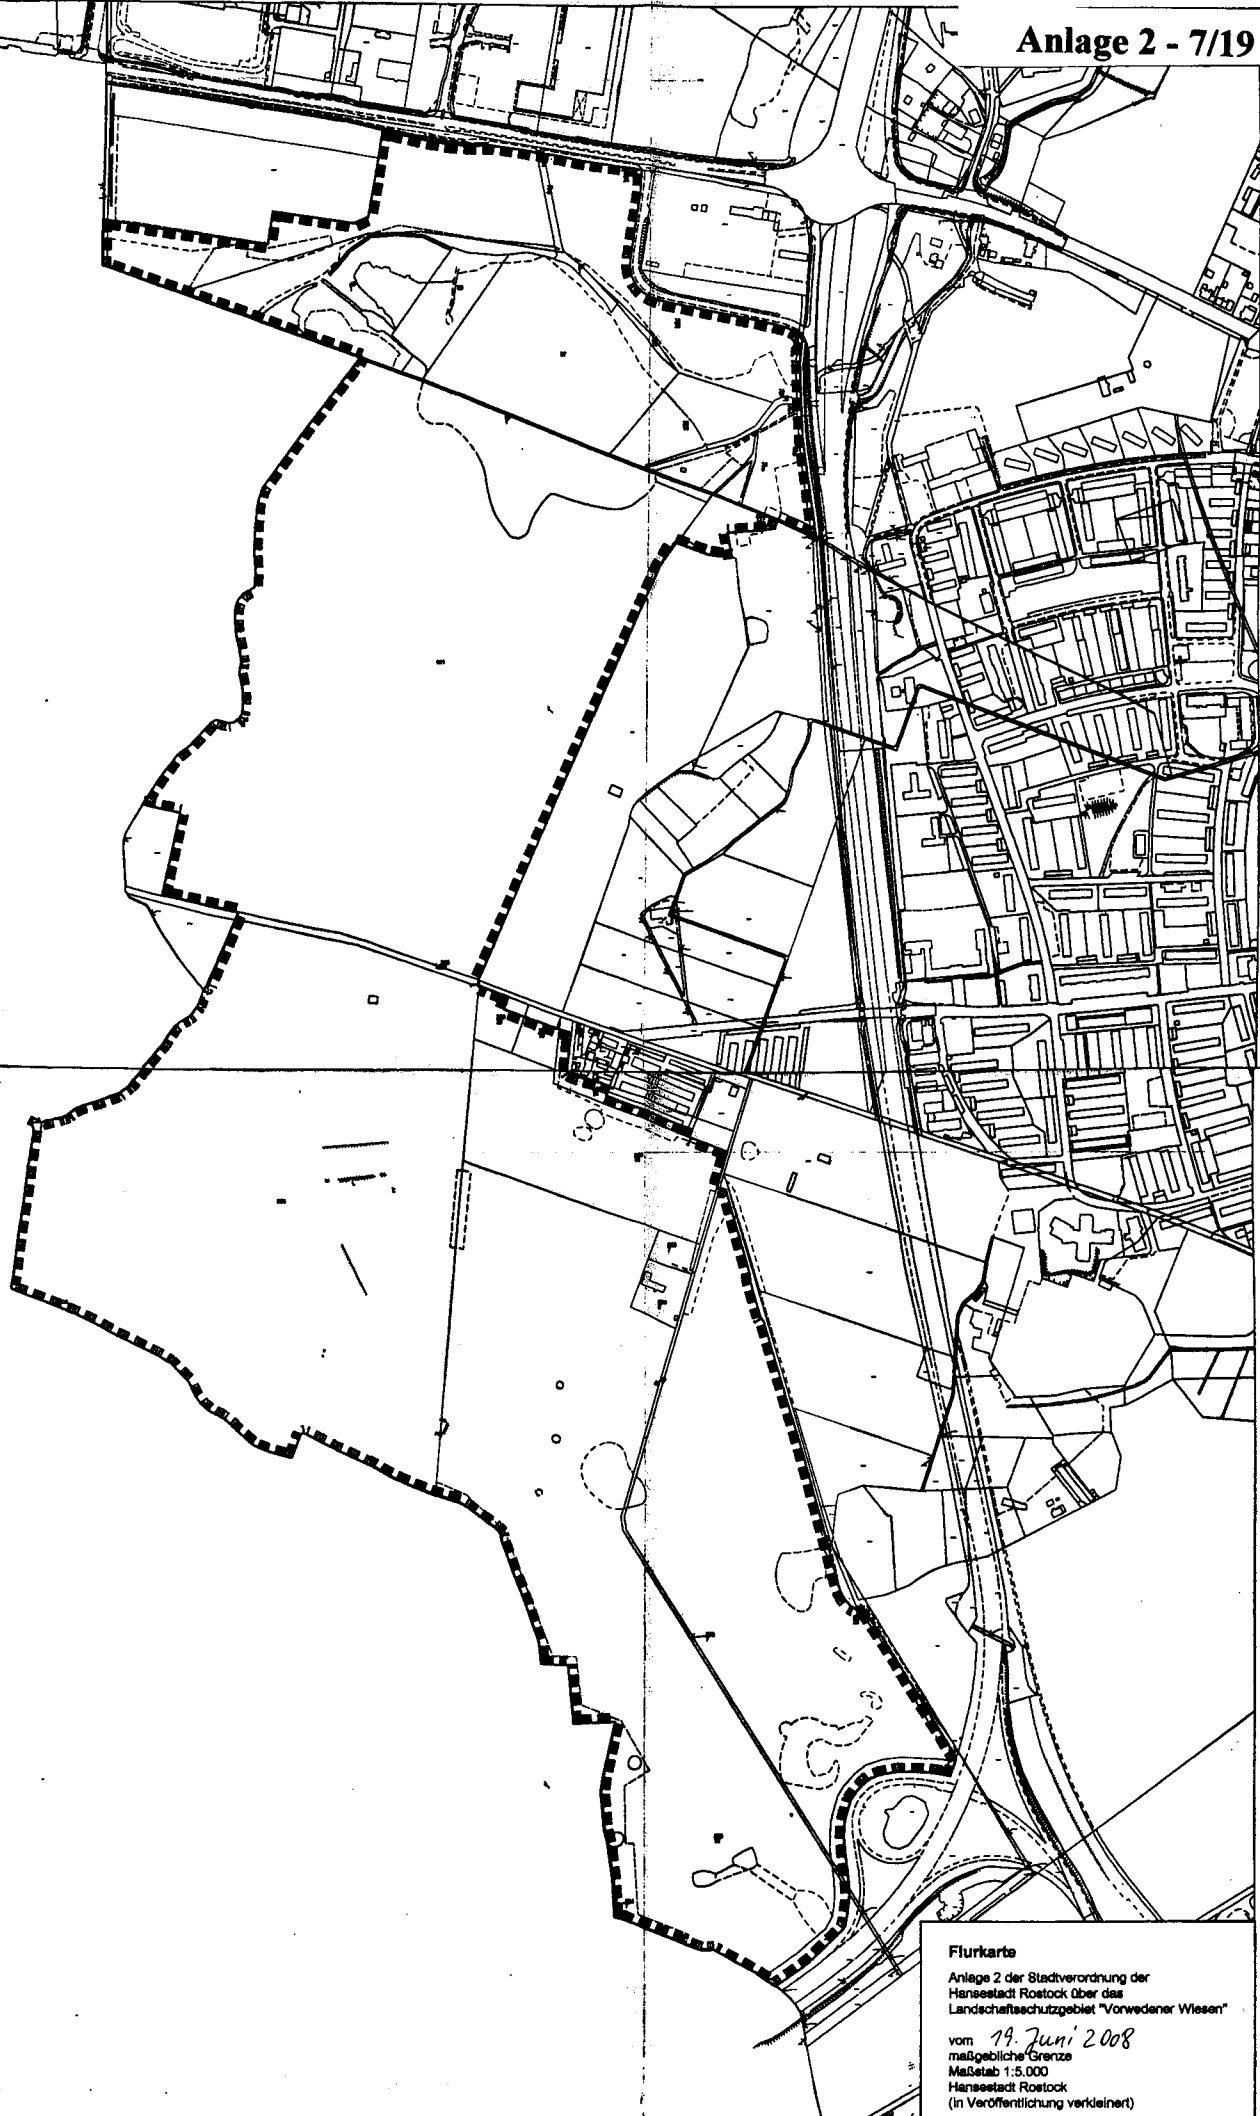 Anlage 2 - 7/19
Flurkarte
Anlage 2 der Stadtverordnung der
Hansestadt Rostock über das
Landschaftsschutzgebiet "Vorwedener Wiesen"
vom 19. Juni 2008
maßgebliche Grenze
Maßstab 1:5.000
Hansestadt Rostock
(in Veröffentlichung verkleinert)